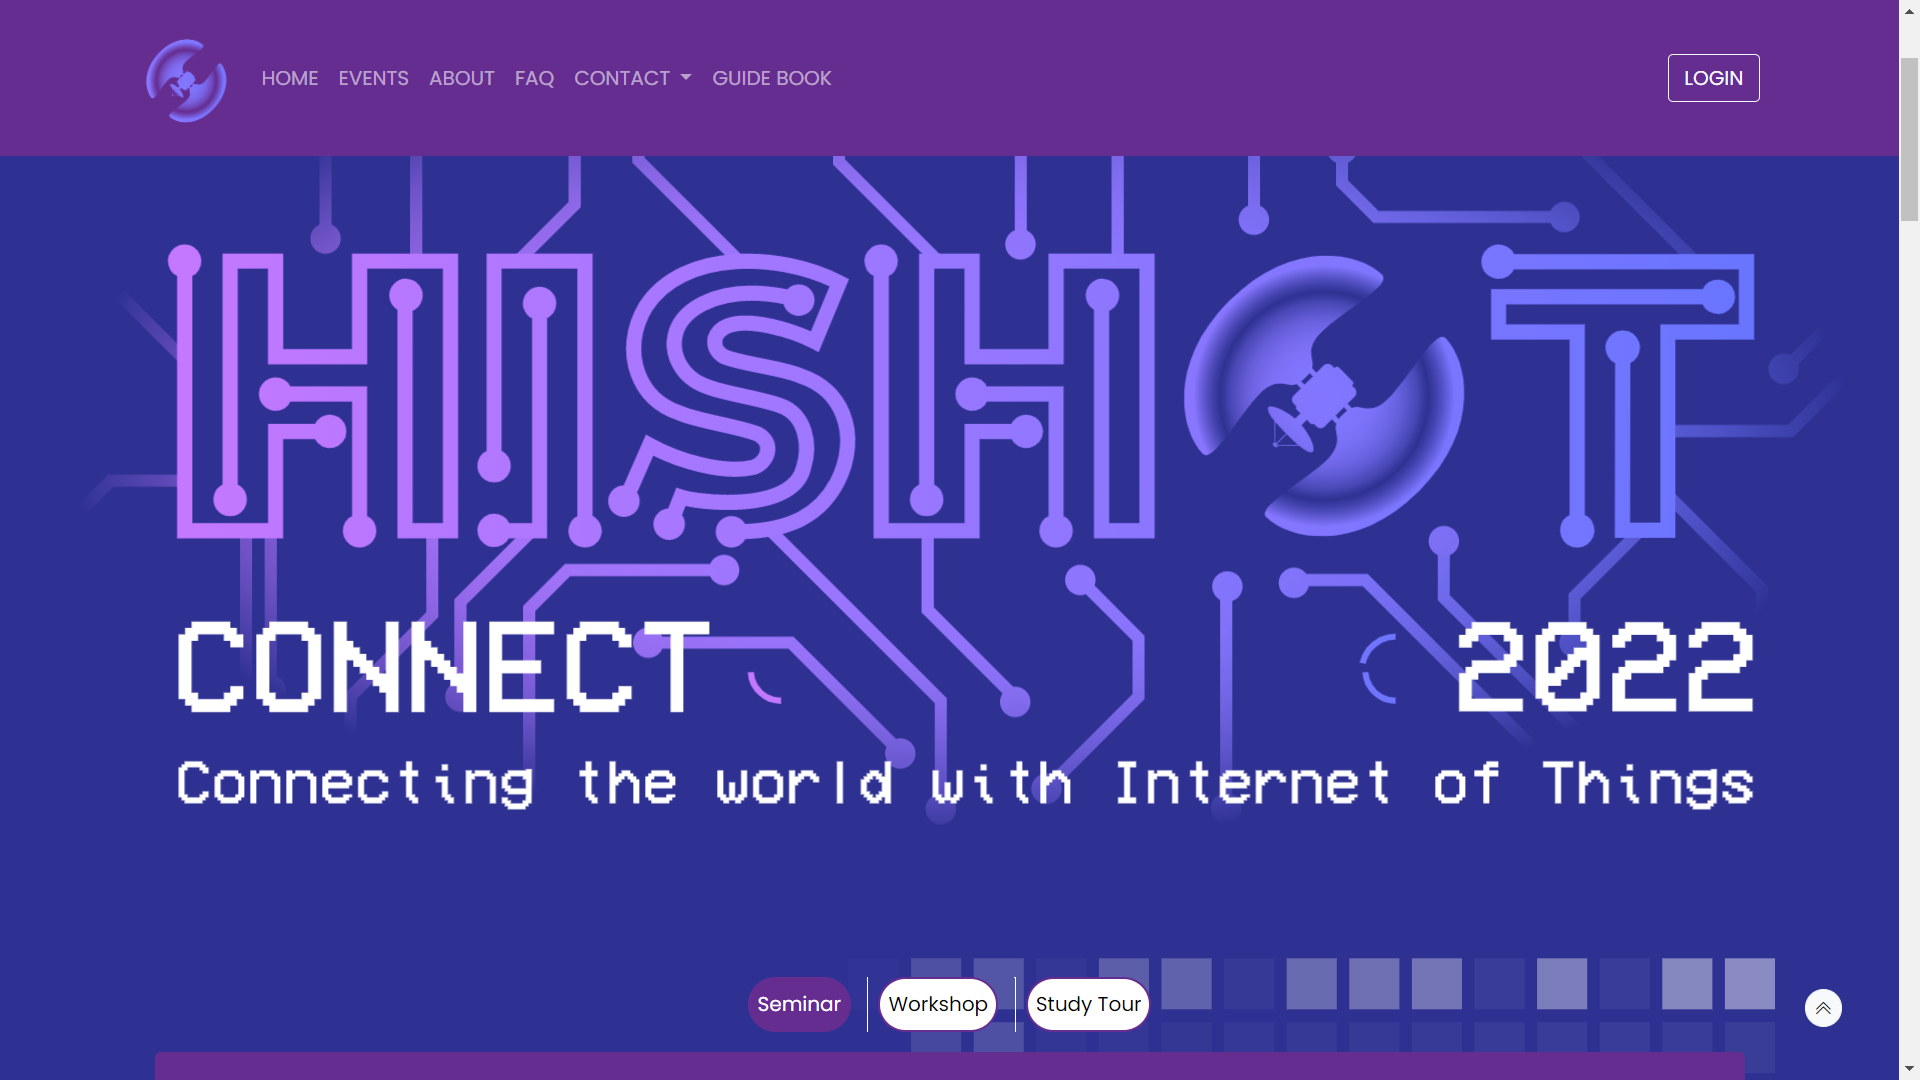 HOME EVENTS ABOUT FAQ CONTACT GUIDE BOOK LOGIN
HISHOT
CONNECT 2022
Connecting the world with Internet of Things
Seminar Workshop Study Tour